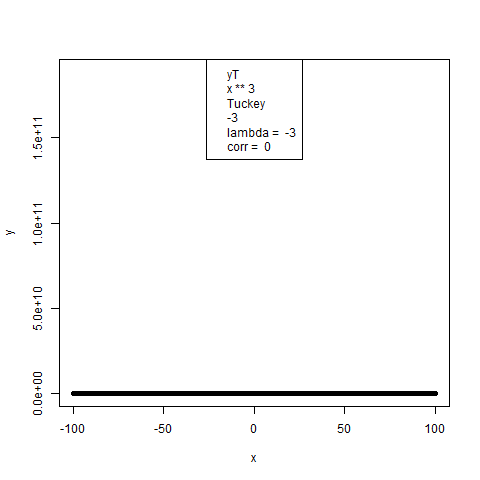 yT
x ** 3
Tuckey
-3
lambda = -3
corr = 0
1.5e+11
1.0e+11
5.0e+10
0.0e+00
y
-100
-50
0
50
100
x